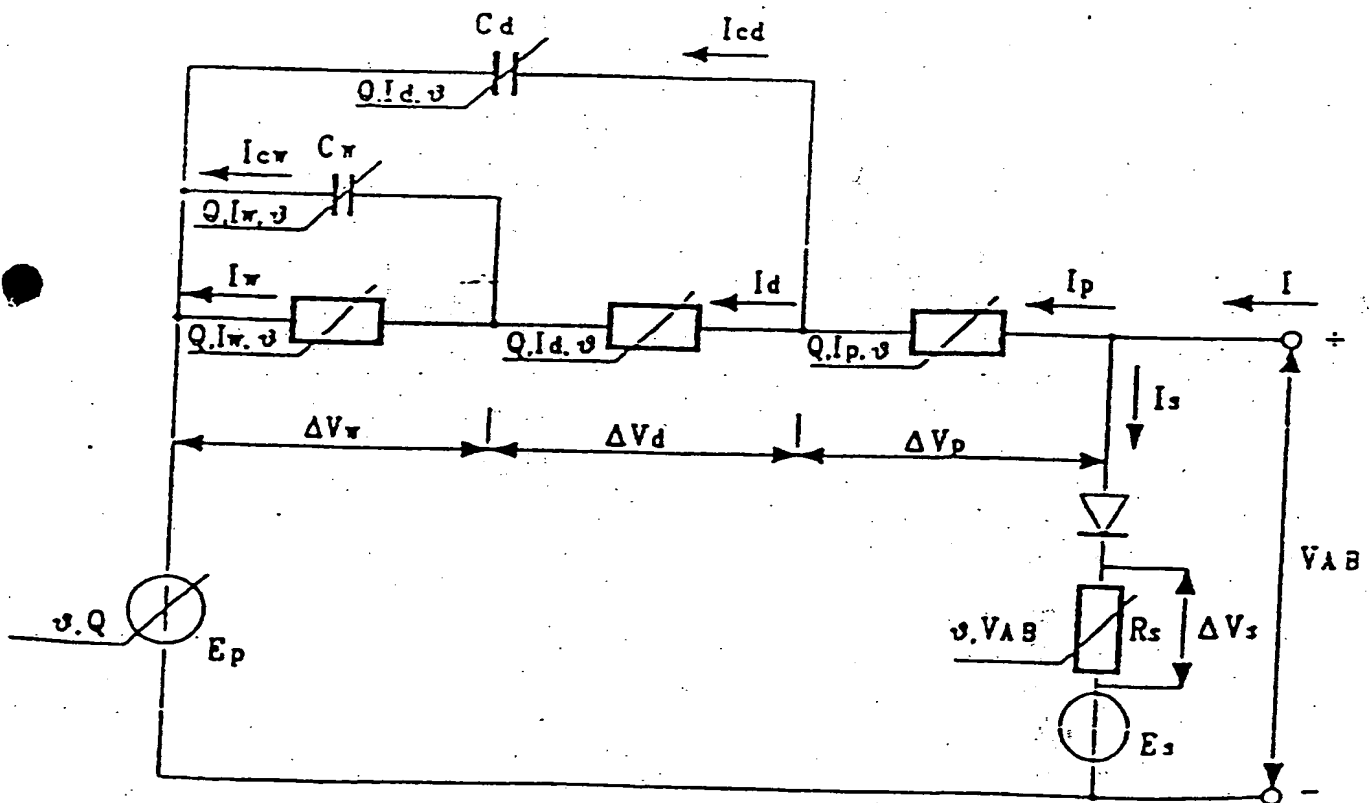 Cd
Icd
Q.Id.ϑ
Icw
Cw
Q.Iw.ϑ
Iw
Id
Ip
I
Q.Iw.ϑ
Q.Id.ϑ
Q.Ip.ϑ
÷
Is
ΔVw
ΔVd
ΔVp
VAB
ϑ.Q
Ep
ϑ.VAB
Rs
ΔVs
Es
-